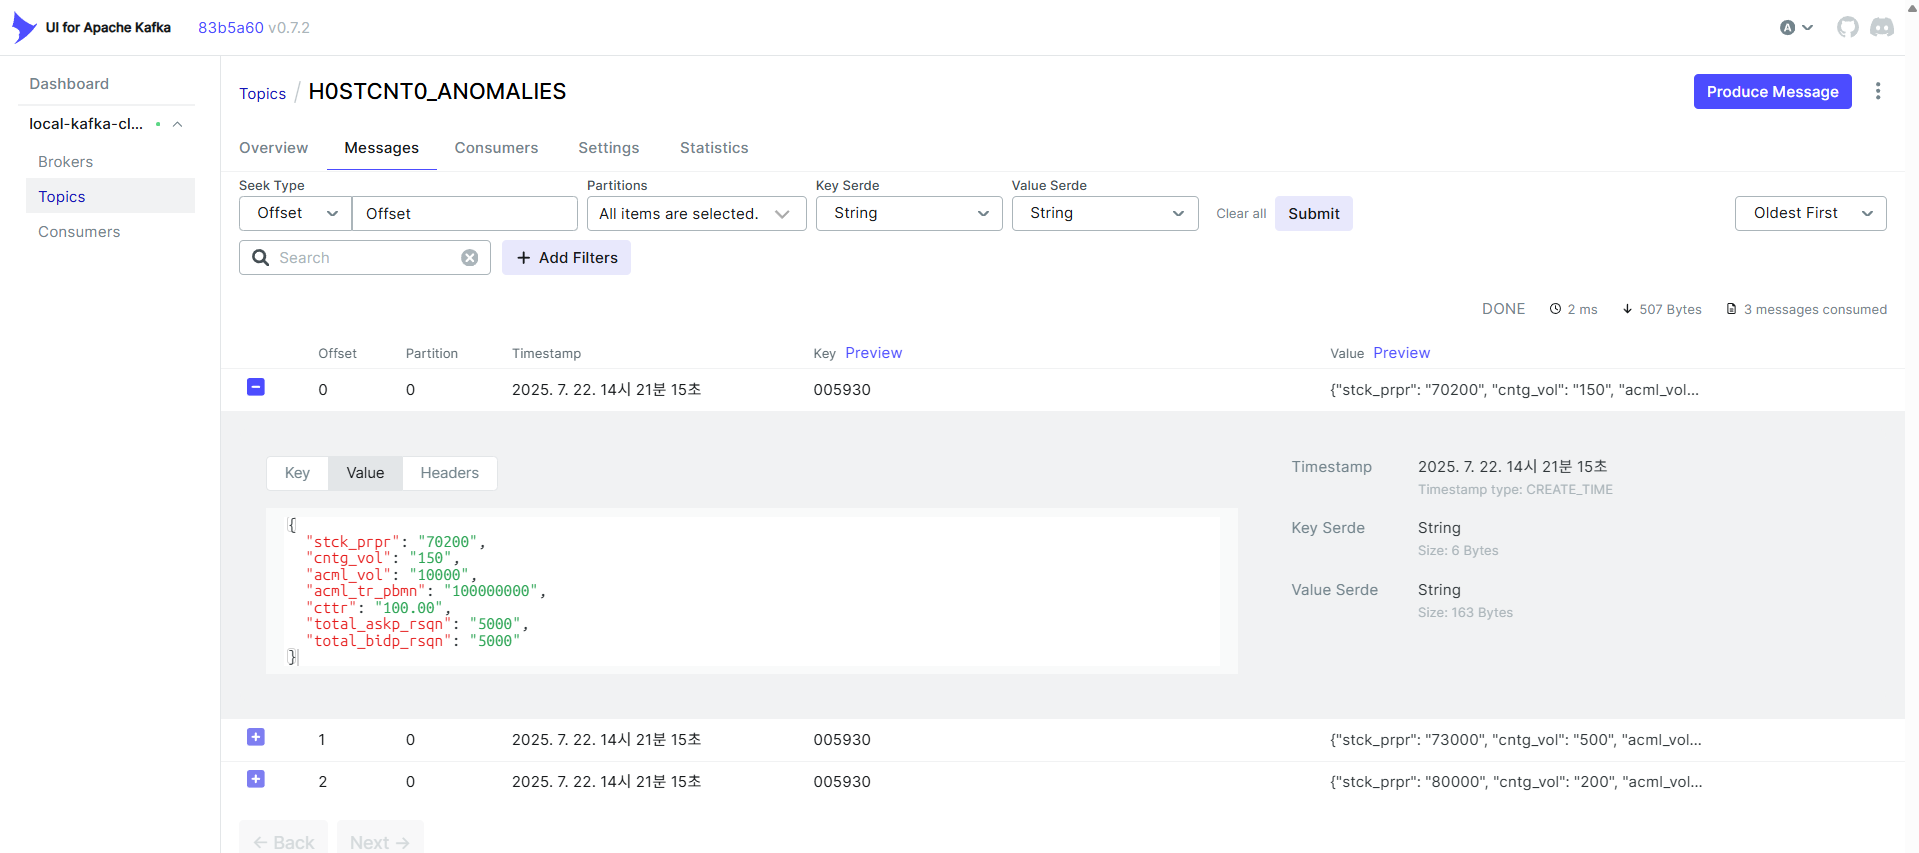 UI for Apache Kafka 83b5a60 v0.7.2 A
Dashboard
local-kafka-cl...
Brokers
Topics
Consumers
Topics / H0STCNT0_ANOMALIES
Produce Message
Overview Messages Consumers Settings Statistics
Seek Type Partitions Key Serde Value Serde
Offset Offset All items are selected. String String Clear all Submit Oldest First
Search + Add Filters
DONE 2 ms 507 Bytes 3 messages consumed
Offset Partition Timestamp Key Preview Value Preview
0 0 2025. 7. 22. 14시 21분 15초 005930 {"stck_prpr": "70200", "cntg_vol": "150", "acml_vol...
Key Value Headers
{
"stck_prpr": "70200",
"cntg_vol": "150",
"acml_vol": "10000",
"acml_tr_pbmn": "100000000",
"cttr": "100.00",
"total_askp_rsqn": "5000",
"total_bidp_rsqn": "5000"
}
Timestamp 2025. 7. 22. 14시 21분 15초
Timestamp type: CREATE_TIME
Key Serde String
Size: 6 Bytes
Value Serde String
Size: 163 Bytes
1 0 2025. 7. 22. 14시 21분 15초 005930 {"stck_prpr": "73000", "cntg_vol": "500", "acml_vol...
2 0 2025. 7. 22. 14시 21분 15초 005930 {"stck_prpr": "80000", "cntg_vol": "200", "acml_vol...
← Back Next →